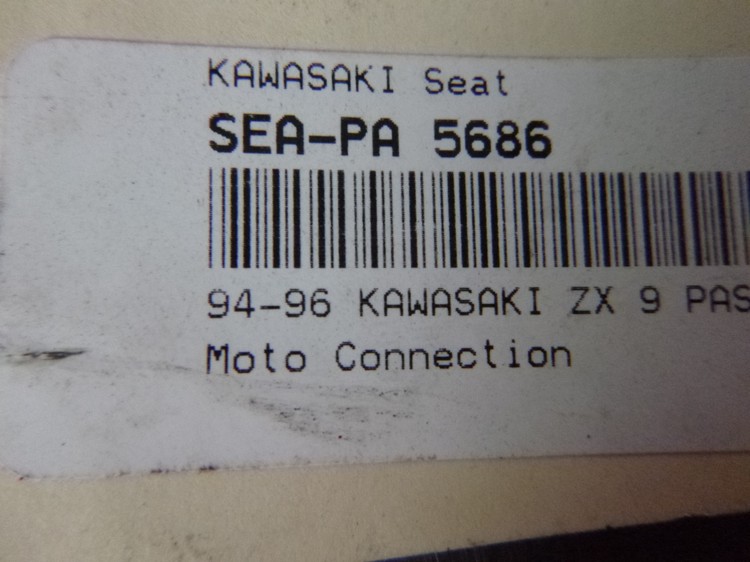 KAWASAKI Seat
SEA-PA 5686
94-96 KAWASAKI ZX 9 PAS
Moto Connection